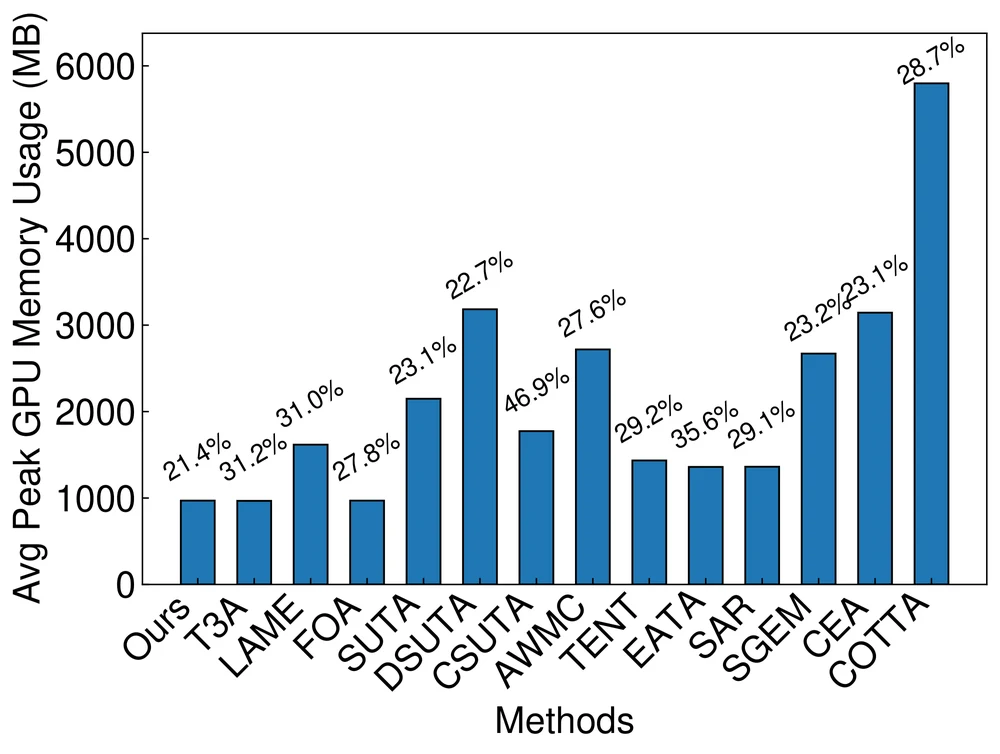 Avg Peak GPU Memory Usage (MB)
6000
5000
4000
3000
2000
1000
0
21.4%
31.2%
31.0%
27.8%
23.1%
22.7%
46.9%
27.6%
29.2%
35.6%
29.1%
23.2%
23.1%
28.7%
Ours
T3A
LAME
FOA
SUTA
DSUTA
CSUTA
AWMC
TENT
EATA
SAR
SGEM
CEA
COTTA
Methods